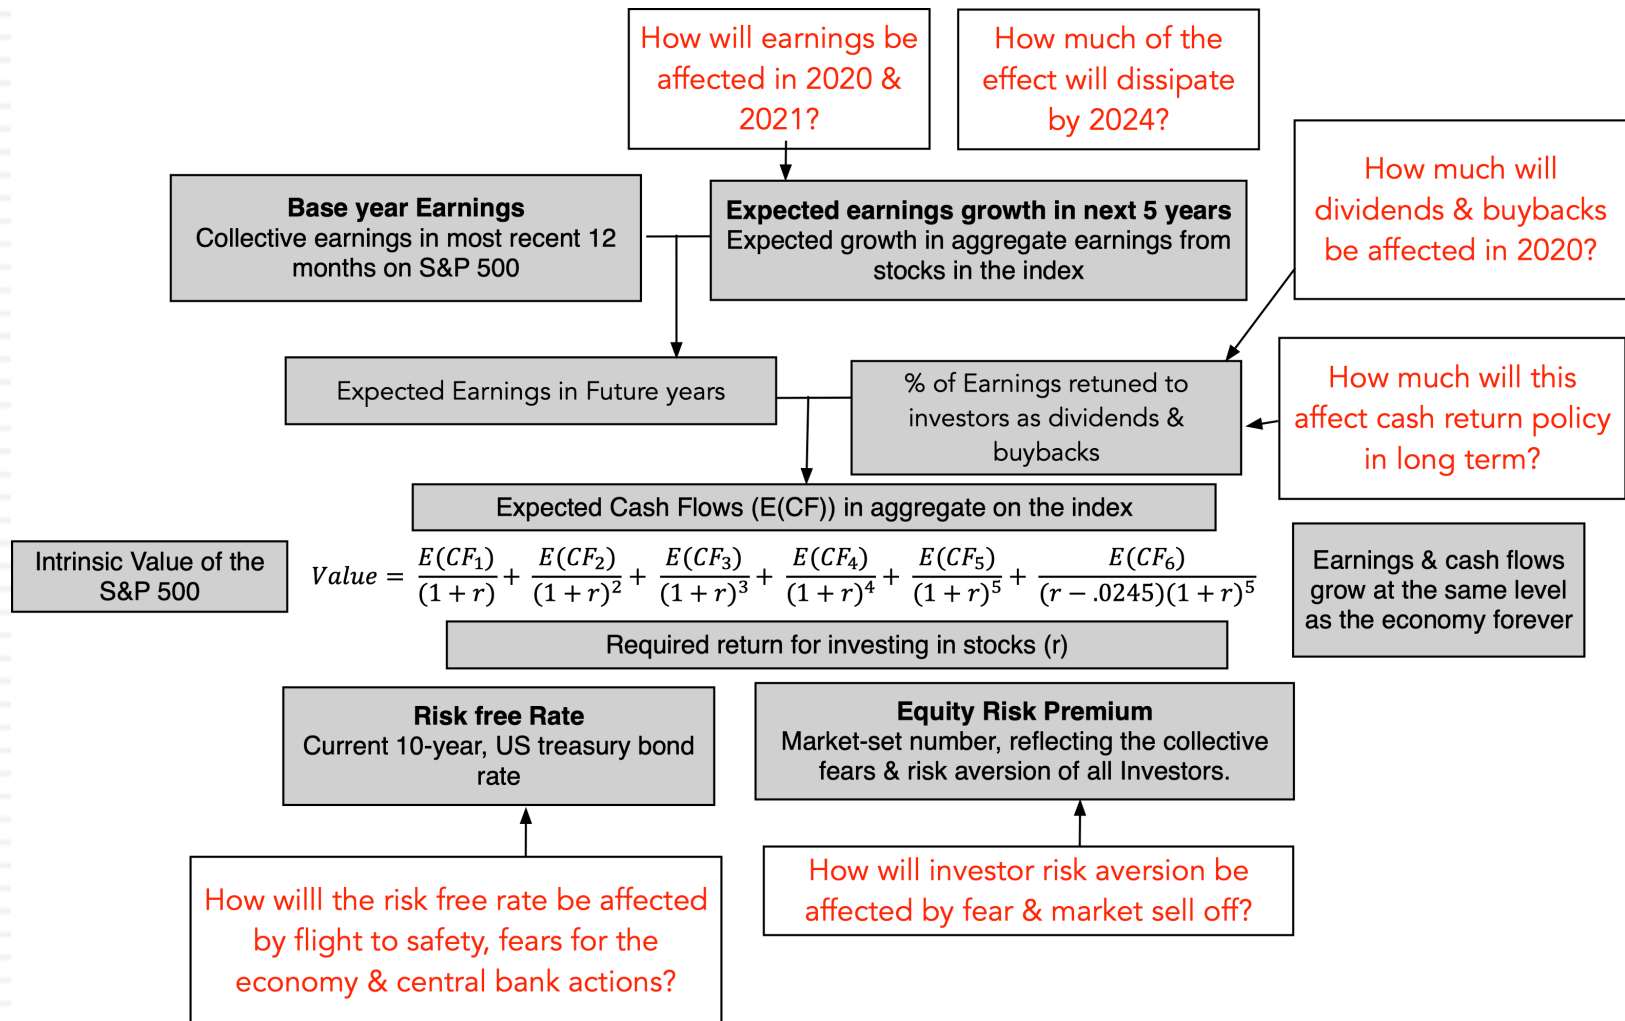 How will earnings be
affected in 2020 &
2021?
How much of the
effect will dissipate
by 2024?
How much will
dividends & buybacks
be affected in 2020?
Base year Earnings
Collective earnings in most recent 12
months on S&P 500
Expected earnings growth in next 5 years
Expected growth in aggregate earnings from
stocks in the index
Expected Earnings in Future years
% of Earnings retuned to
investors as dividends &
buybacks
How much will this
affect cash return policy
in long term?
Expected Cash Flows (E(CF)) in aggregate on the index
Intrinsic Value of the
S&P 500
Value = E(CF₁)/(1 + r) + E(CF₂)/(1 + r)² + E(CF₃)/(1 + r)³ + E(CF₄)/(1 + r)⁴ + E(CF₅)/(1 + r)⁵ + E(CF₆)/(r − .0245)(1 + r)⁵
Earnings & cash flows
grow at the same level
as the economy forever
Required return for investing in stocks (r)
Risk free Rate
Current 10-year, US treasury bond
rate
Equity Risk Premium
Market-set number, reflecting the collective
fears & risk aversion of all Investors.
How willl the risk free rate be affected
by flight to safety, fears for the
economy & central bank actions?
How will investor risk aversion be
affected by fear & market sell off?